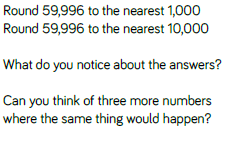 Round 59,996 to the nearest 1,000
Round 59,996 to the nearest 10,000
What do you notice about the answers?
Can you think of three more numbers
where the same thing would happen?